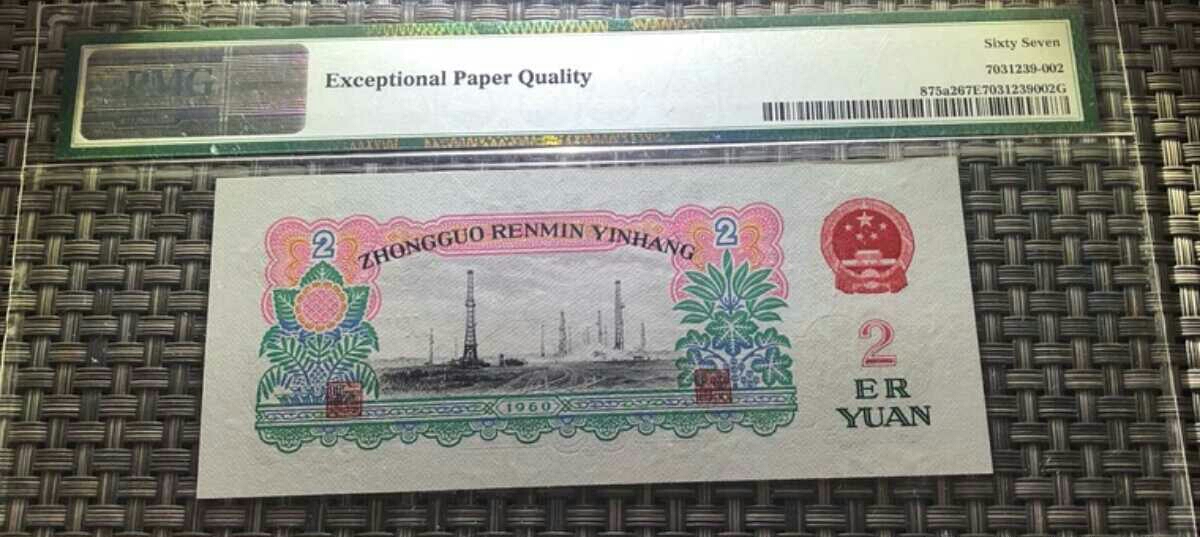 PMG
Exceptional Paper Quality
Sixty Seven
7031239-002
875a267E7031239002G
2
ZHONGGUO RENMIN YINHANG
2
1960
2
ER
YUAN